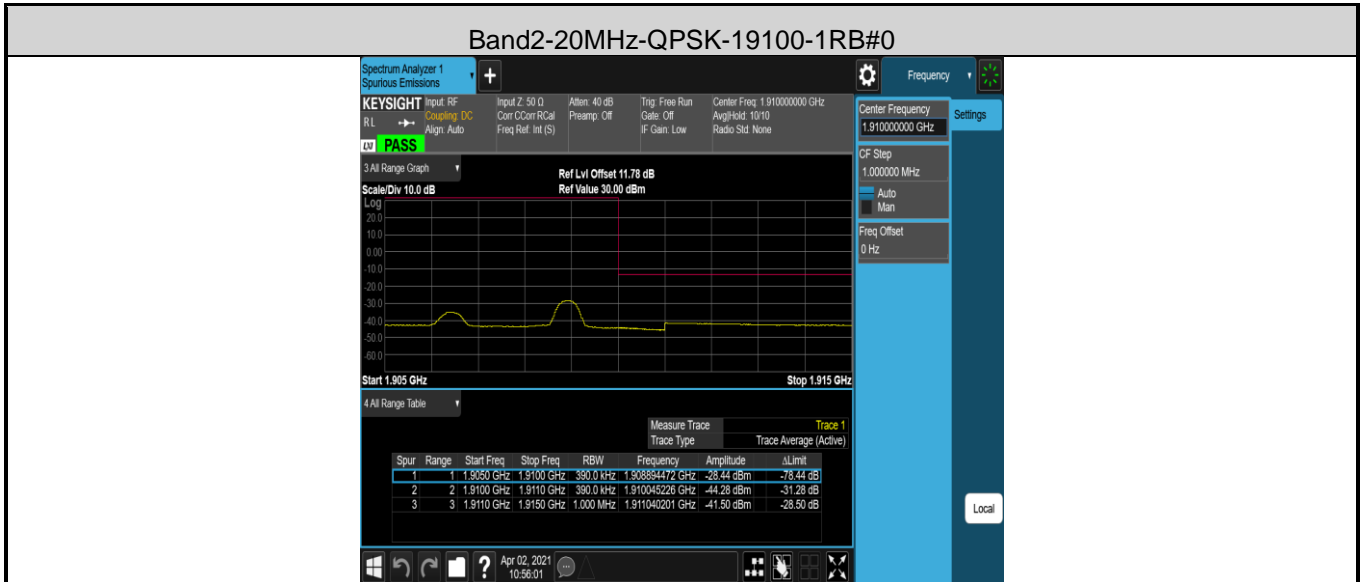 Band2-20MHz-QPSK-19100-1RB#0
Spectrum Analyzer 1
Spurious Emissions
+
Frequency
KEYSIGHT Input: RF Input Z: 50 Ω Atten: 40 dB Trig: Free Run Center Freq: 1.910000000 GHz
RL Coupling: DC Corr CCorr RCal Preamp: Off Gate: Off Avg|Hold: 10/10
Align: Auto Freq Ref: Int (S) IF Gain: Low Radio Std: None
LXI PASS
Center Frequency
1.910000000 GHz
Settings
CF Step
1.000000 MHz
Auto
Man
Freq Offset
0 Hz
3 All Range Graph
Ref Lvl Offset 11.78 dB
Scale/Div 10.0 dB Ref Value 30.00 dBm
Log
20.0
10.0
0.00
-10.0
-20.0
-30.0
-40.0
-50.0
-60.0
Start 1.905 GHz Stop 1.915 GHz
4 All Range Table
Measure Trace Trace 1
Trace Type Trace Average (Active)
Spur Range Start Freq Stop Freq RBW Frequency Amplitude ΔLimit
1 1 1.9050 GHz 1.9100 GHz 390.0 kHz 1.908894472 GHz -28.44 dBm -78.44 dB
2 2 1.9100 GHz 1.9110 GHz 390.0 kHz 1.910045226 GHz -44.28 dBm -31.28 dB
3 3 1.9110 GHz 1.9150 GHz 1.000 MHz 1.911040201 GHz -41.50 dBm -28.50 dB
Local
? Apr 02, 2021
10:56:01